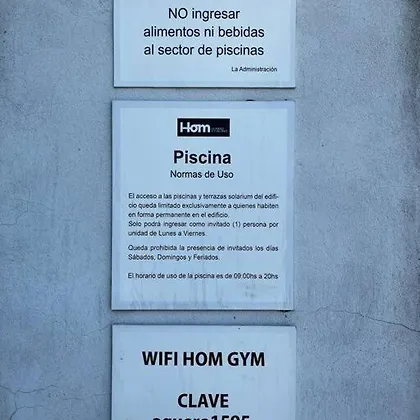 NO ingresar
alimentos ni bebidas
al sector de piscinas
La Administración
Hom
Piscina
Normas de Uso
El acceso a las piscinas y terrazas solarium del edifi-
cio queda limitado exclusivamente a quienes habiten
en forma permanente en el edificio.
Solo podrá ingresar como invitado (1) persona por
unidad de Lunes a Viernes.
Queda prohibida la presencia de invitados los días
Sábados, Domingos y Feriados.
El horario de uso de la piscina es de 09:00hs a 20hs
WIFI HOM GYM
CLAVE